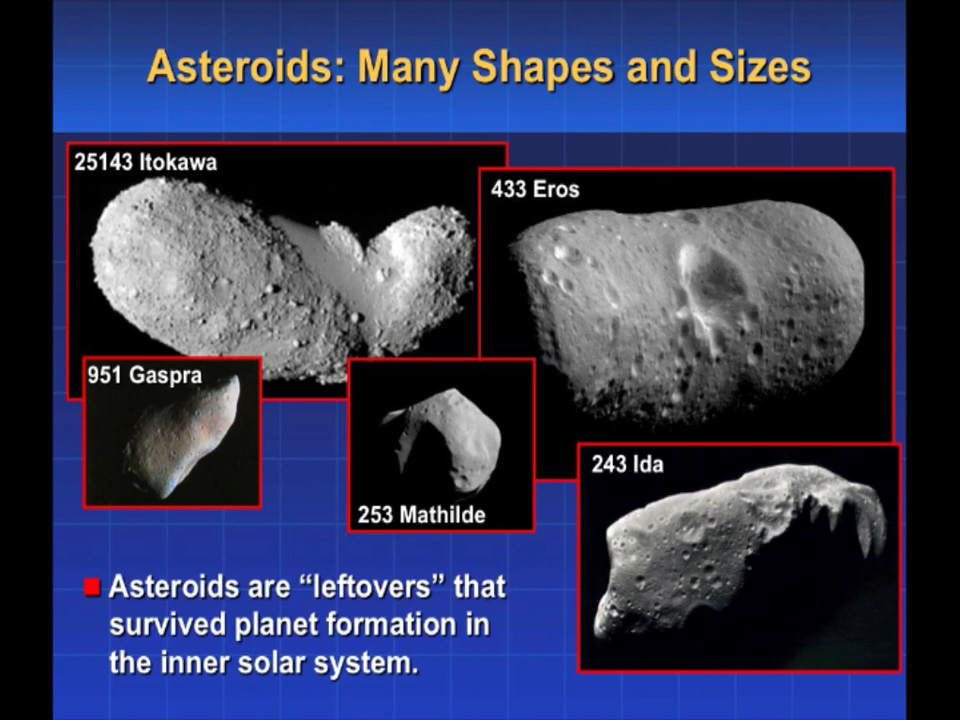 Asteroids: Many Shapes and Sizes
25143 Itokawa
433 Eros
951 Gaspra
253 Mathilde
243 Ida
Asteroids are “leftovers” that
survived planet formation in
the inner solar system.